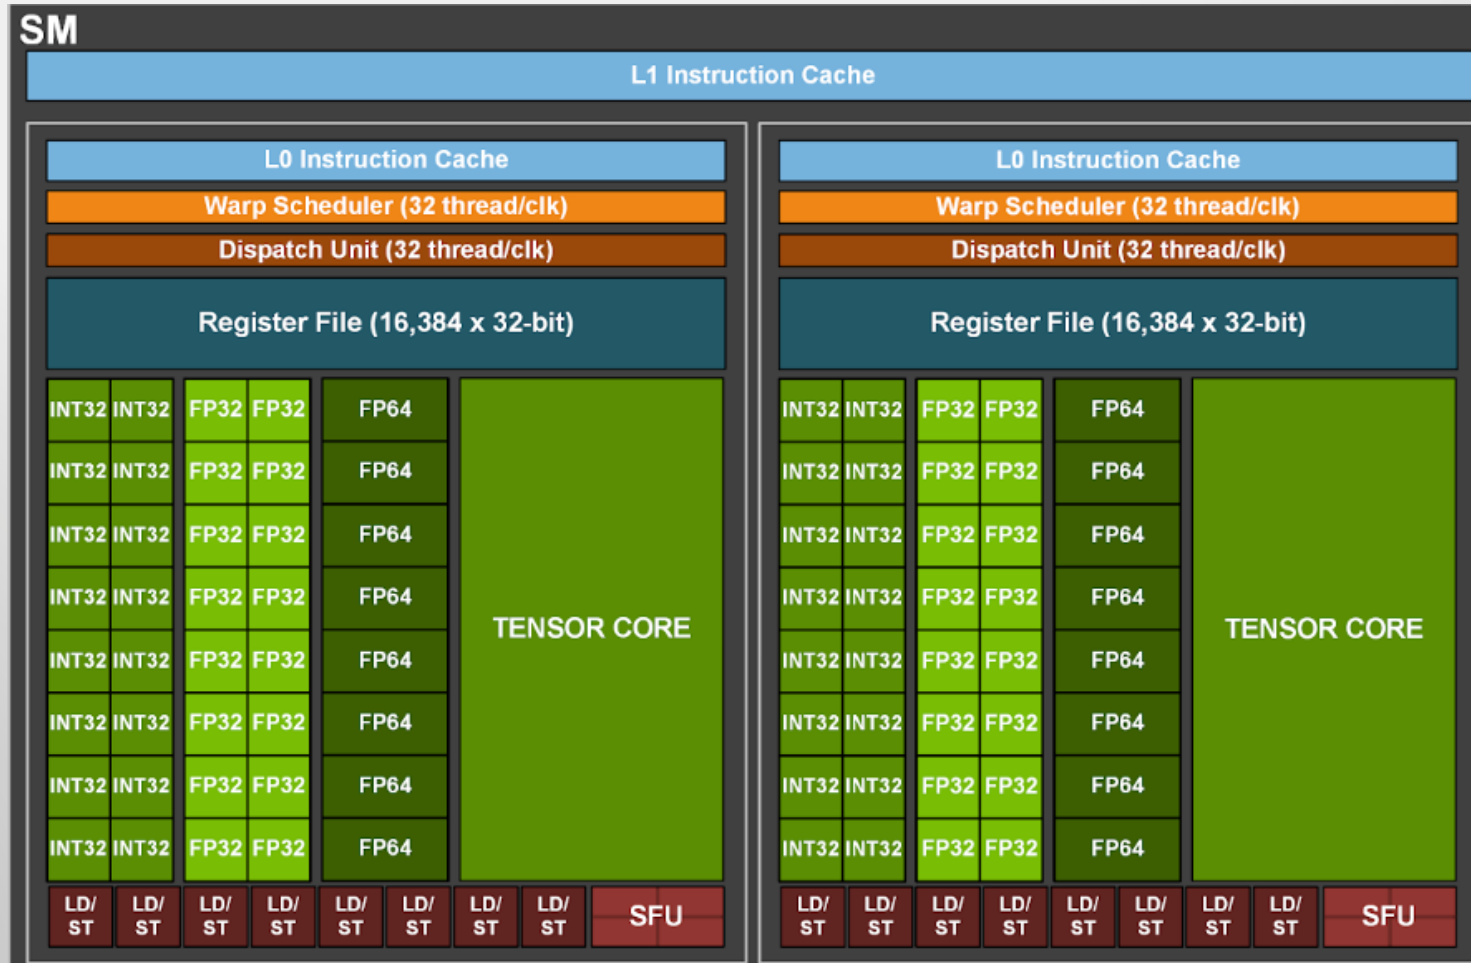 SM
L1 Instruction Cache
L0 Instruction Cache
Warp Scheduler (32 thread/clk)
Dispatch Unit (32 thread/clk)
Register File (16,384 x 32-bit)
INT32 INT32 FP32 FP32 FP64
INT32 INT32 FP32 FP32 FP64
INT32 INT32 FP32 FP32 FP64
INT32 INT32 FP32 FP32 FP64
TENSOR CORE
INT32 INT32 FP32 FP32 FP64
INT32 INT32 FP32 FP32 FP64
INT32 INT32 FP32 FP32 FP64
INT32 INT32 FP32 FP32 FP64
LD/ LD/ LD/ LD/ LD/ LD/ LD/ LD/
ST ST ST ST ST ST ST ST
SFU
L0 Instruction Cache
Warp Scheduler (32 thread/clk)
Dispatch Unit (32 thread/clk)
Register File (16,384 x 32-bit)
INT32 INT32 FP32 FP32 FP64
INT32 INT32 FP32 FP32 FP64
INT32 INT32 FP32 FP32 FP64
INT32 INT32 FP32 FP32 FP64
TENSOR CORE
INT32 INT32 FP32 FP32 FP64
INT32 INT32 FP32 FP32 FP64
INT32 INT32 FP32 FP32 FP64
INT32 INT32 FP32 FP32 FP64
LD/ LD/ LD/ LD/ LD/ LD/ LD/ LD/
ST ST ST ST ST ST ST ST
SFU